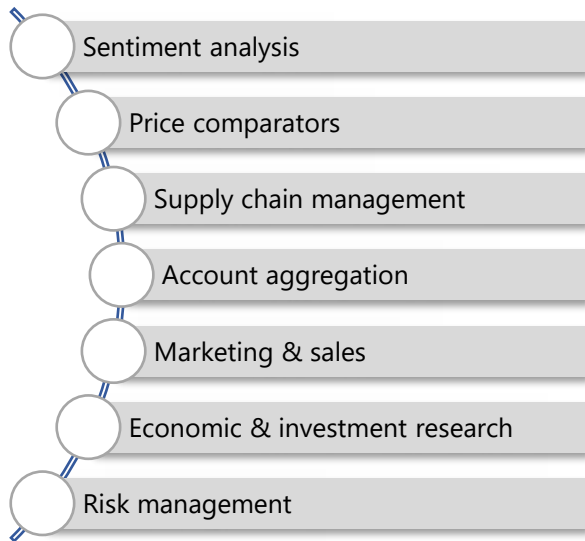 Sentiment analysis
Price comparators
Supply chain management
Account aggregation
Marketing & sales
Economic & investment research
Risk management